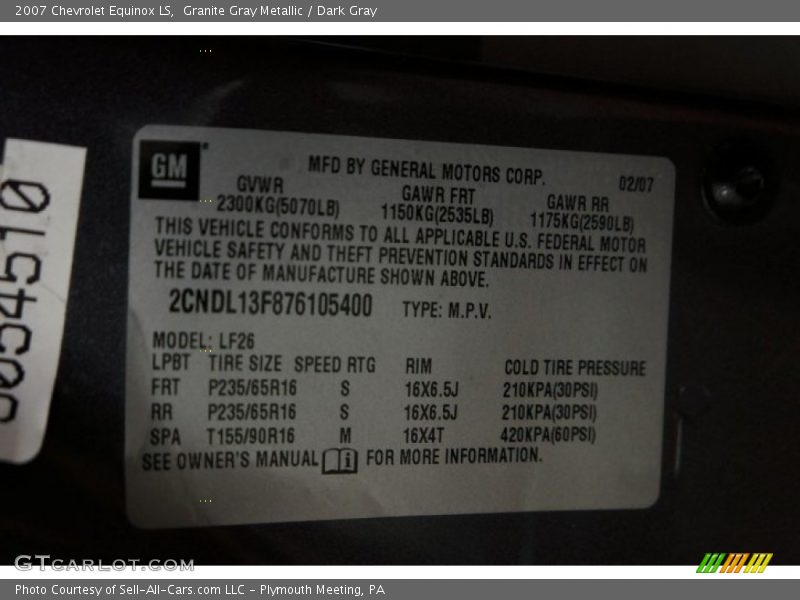 2007 Chevrolet Equinox LS,  Granite Gray Metallic / Dark Gray
GM
MFD BY GENERAL MOTORS CORP.
02/07
GVWR GAWR FRT GAWR RR
2300KG(5070LB) 1150KG(2535LB) 1175KG(2590LB)
THIS VEHICLE CONFORMS TO ALL APPLICABLE U.S. FEDERAL MOTOR
VEHICLE SAFETY AND THEFT PREVENTION STANDARDS IN EFFECT ON
THE DATE OF MANUFACTURE SHOWN ABOVE.
2CNDL13F876105400 TYPE: M.P.V.
MODEL: LF26
LPBT TIRE SIZE SPEED RTG RIM COLD TIRE PRESSURE
FRT P235/65R16 S 16X6.5J 210KPA(30PSI)
RR P235/65R16 S 16X6.5J 210KPA(30PSI)
SPA T155/90R16 M 16X4T 420KPA(60PSI)
SEE OWNER'S MANUAL FOR MORE INFORMATION.
GTCARLOT.COM
Photo Courtesy of Sell-All-Cars.com LLC - Plymouth Meeting, PA